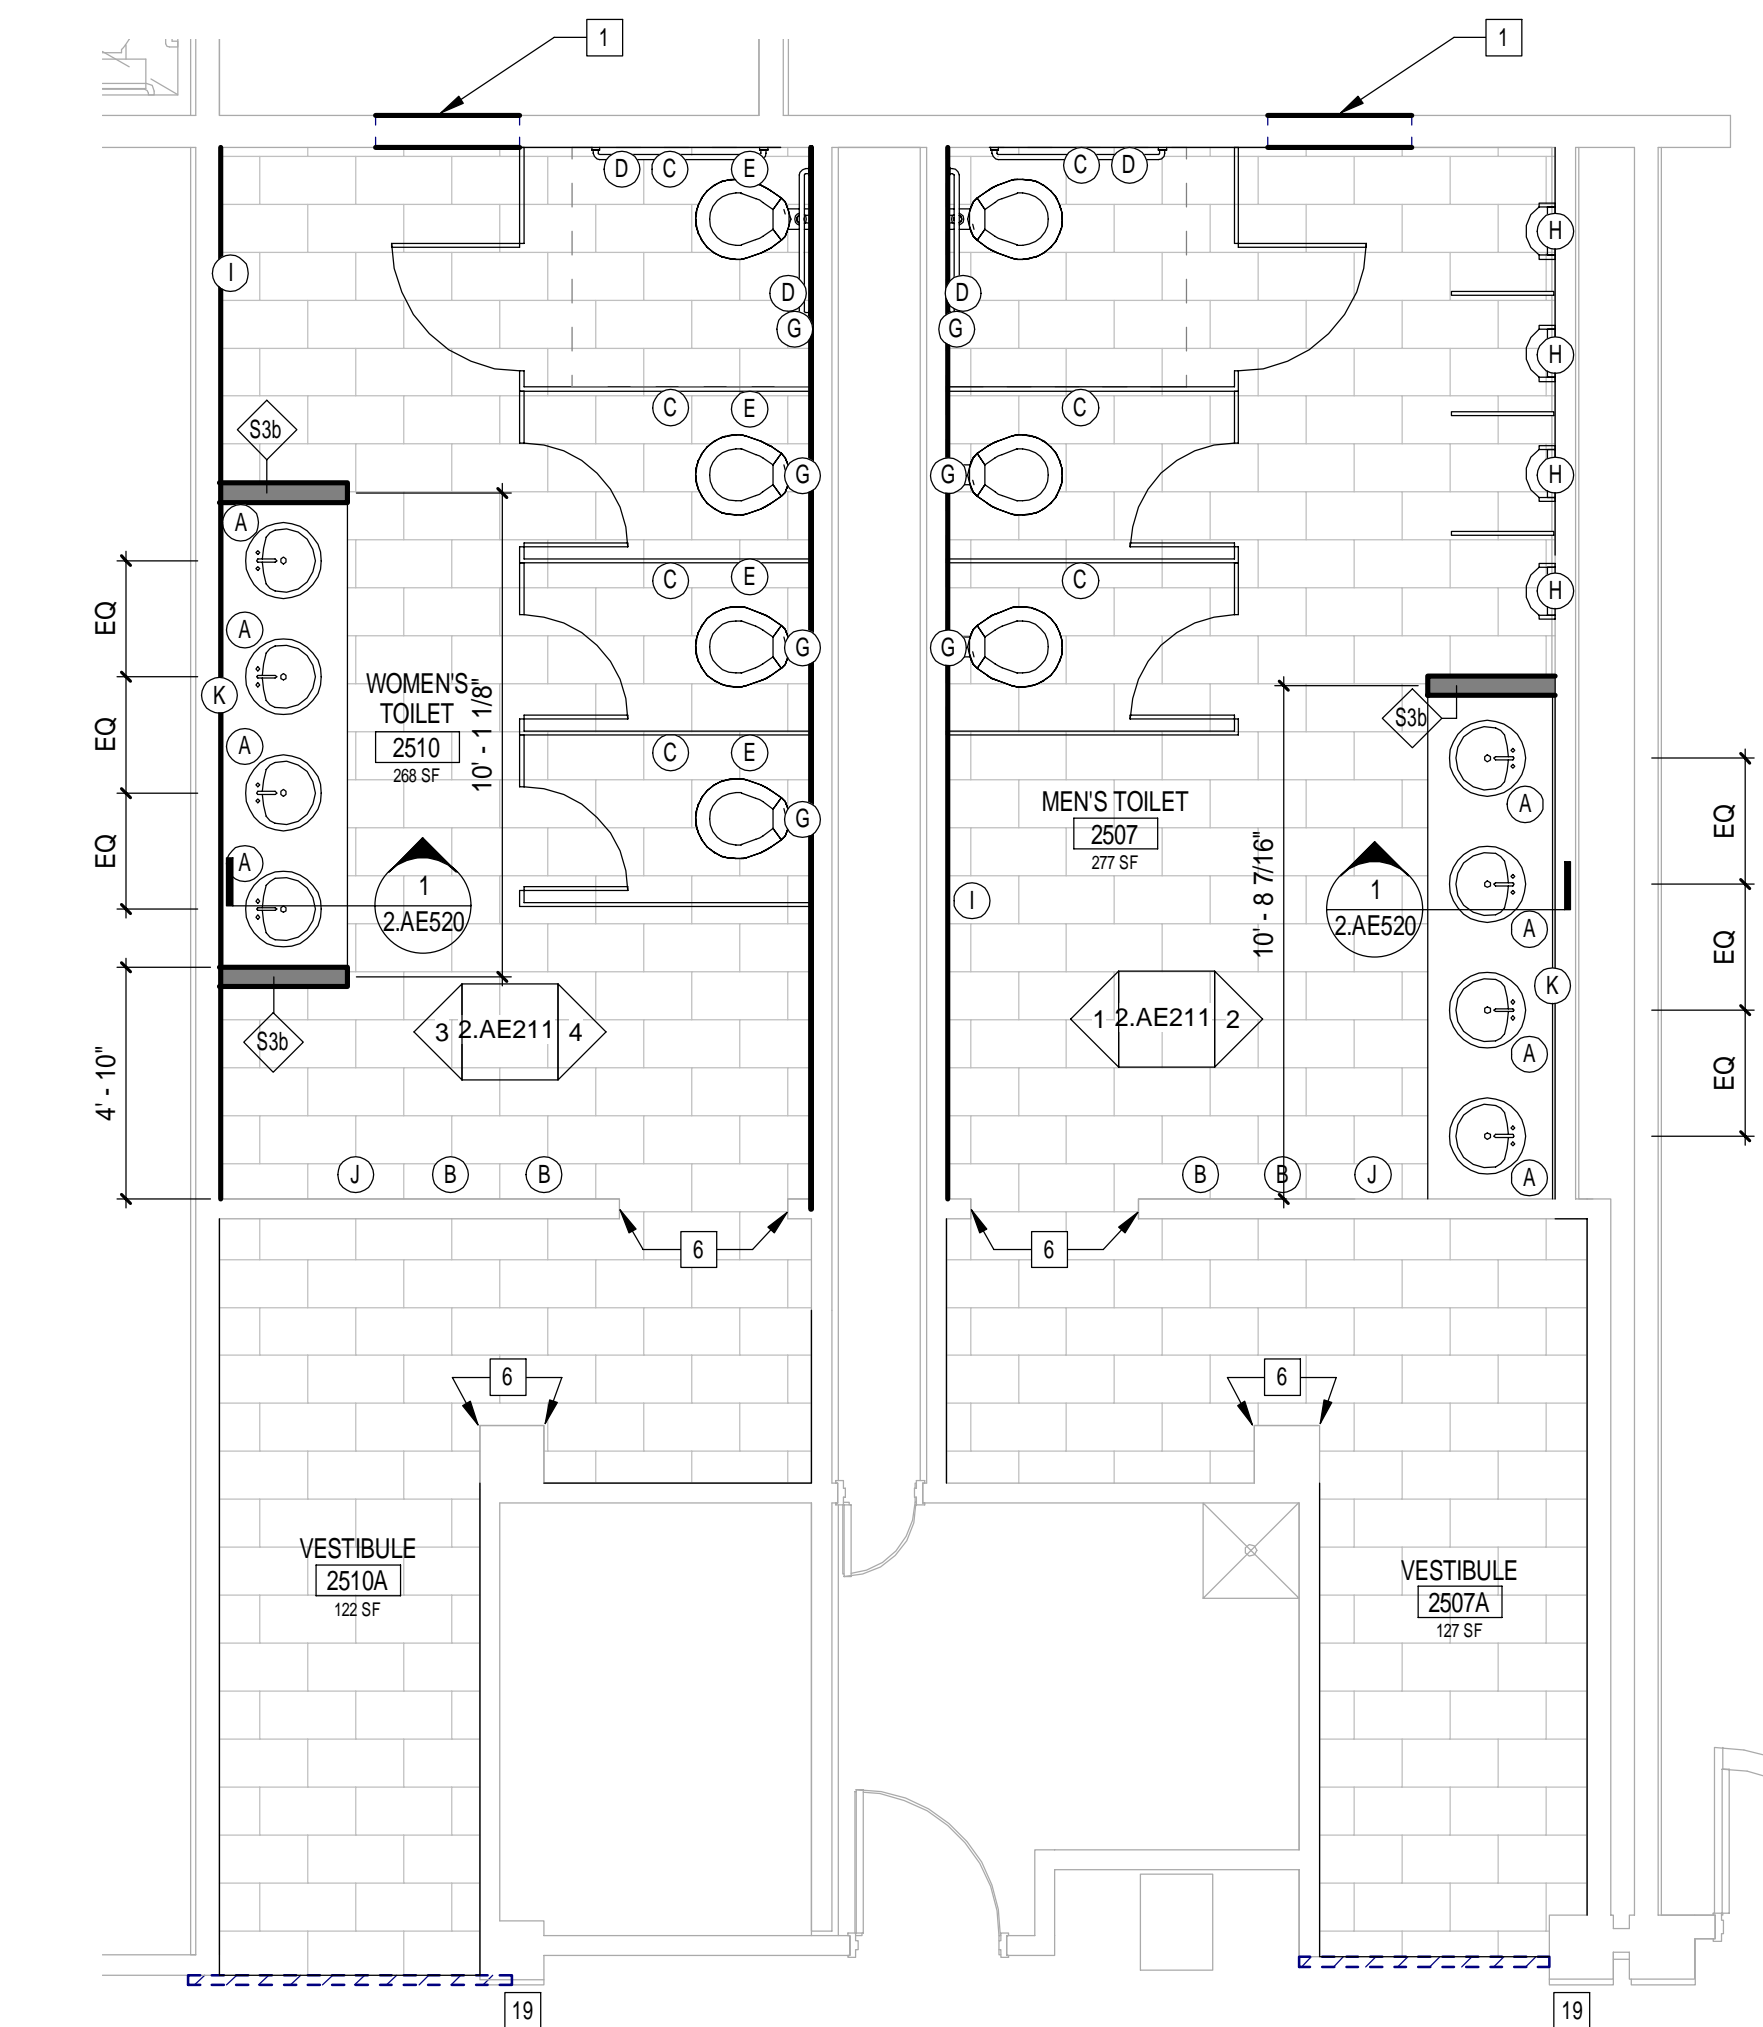 1
1
D
C
E
C
D
H
I
D
D
G
G
H
C
E
C
S3b
G
G
H
A
C
E
C
H
EQ
A
G
G
K
WOMEN'S
TOILET
2510
268 SF
10' - 1 1/8"
S3b
EQ
A
C
E
MEN'S TOILET
2507
277 SF
A
EQ
G
EQ
A
1
2.AE520
I
10' - 8 7/16"
1
2.AE520
A
EQ
K
3
2.AE211
4
1
2.AE211
2
S3b
A
EQ
4' - 10"
J
B
B
B
B
J
A
6
6
6
6
VESTIBULE
2510A
122 SF
VESTIBULE
2507A
127 SF
19
19